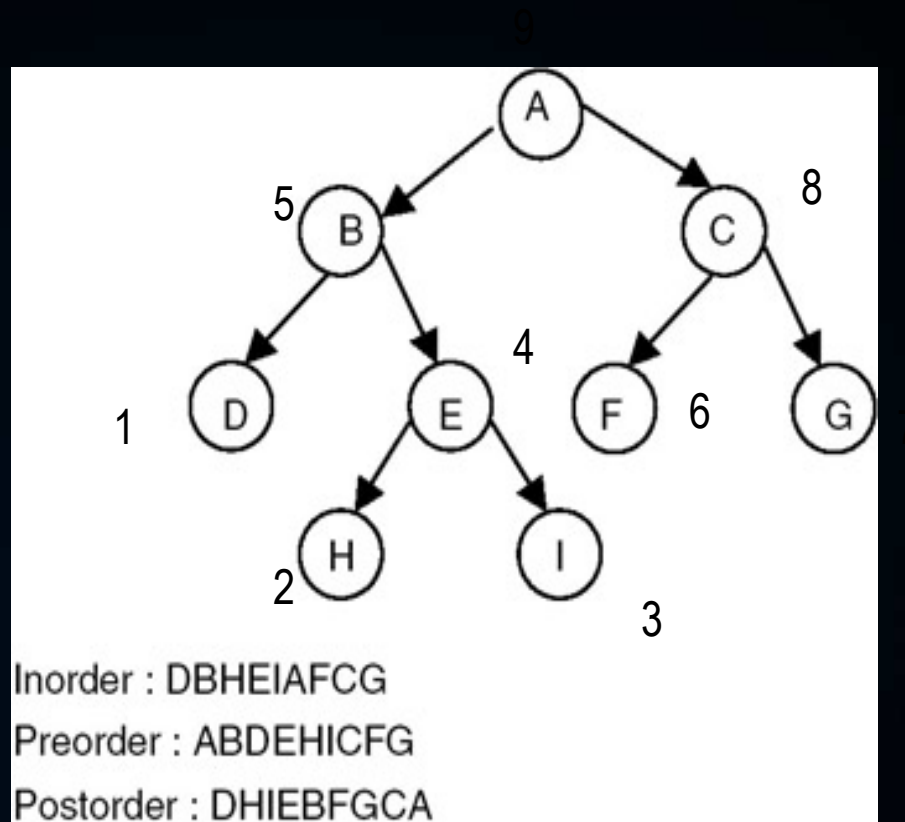 9
A
5
B
C
8
D
1
E
4
F
6
G
H
2
I
3
Inorder : DBHEIAFCG
Preorder : ABDEHICFG
Postorder : DHIEBFGCA